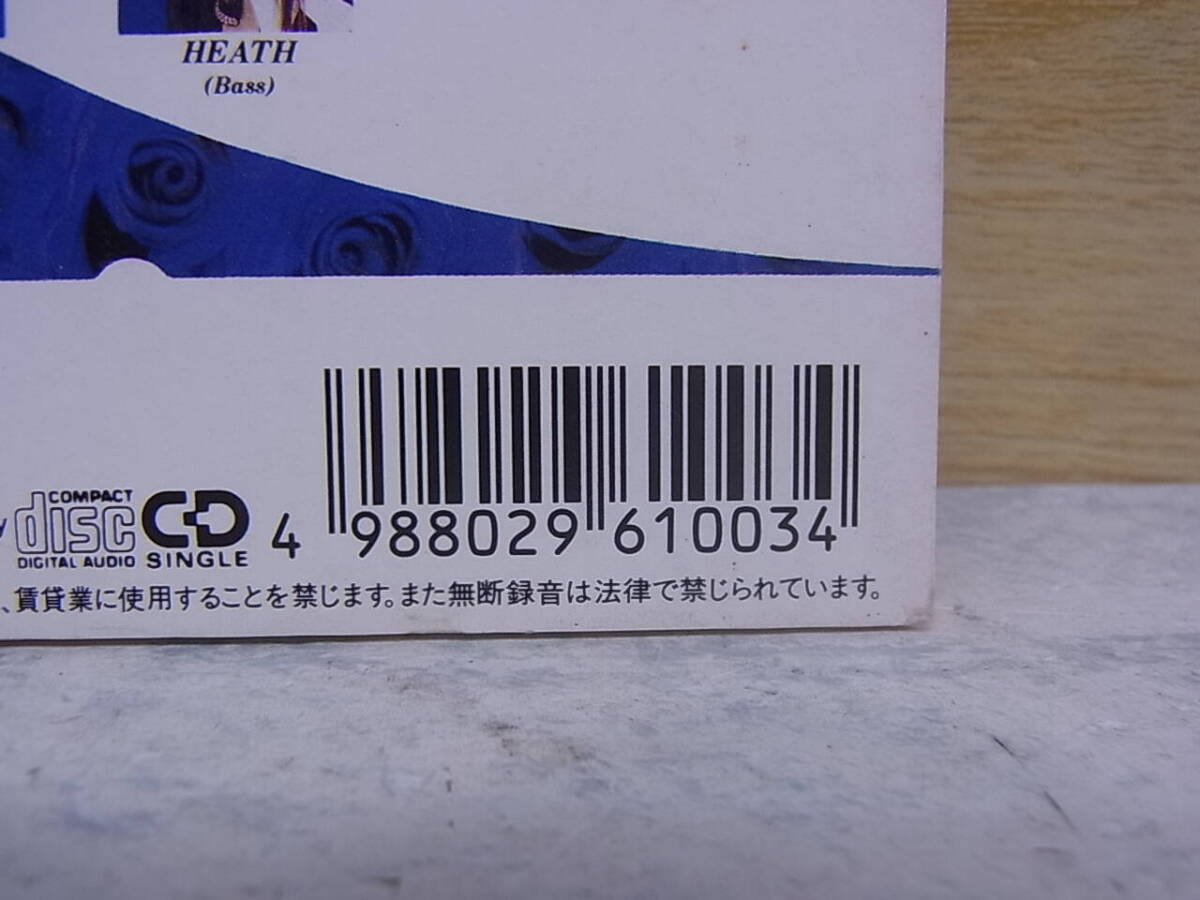 HEATH
(Bass)
COMPACT
disc
DIGITAL AUDIO
CD
SINGLE
4 988029 610034
、賃貸業に使用することを禁じます。また無断録音は法律で禁じられています。